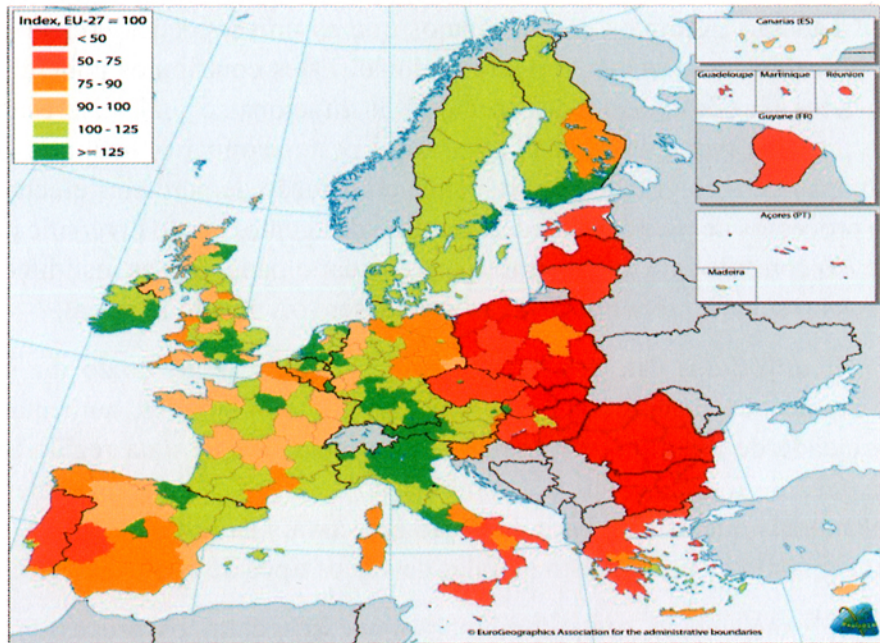 Index, EU-27 = 100
< 50
50 - 75
75 - 90
90 - 100
100 - 125
>= 125
Canarias (ES)
Guadeloupe Martinique Réunion
Guyane (FR)
Açores (PT)
Madeira
© EuroGeographics Association for the administrative boundaries